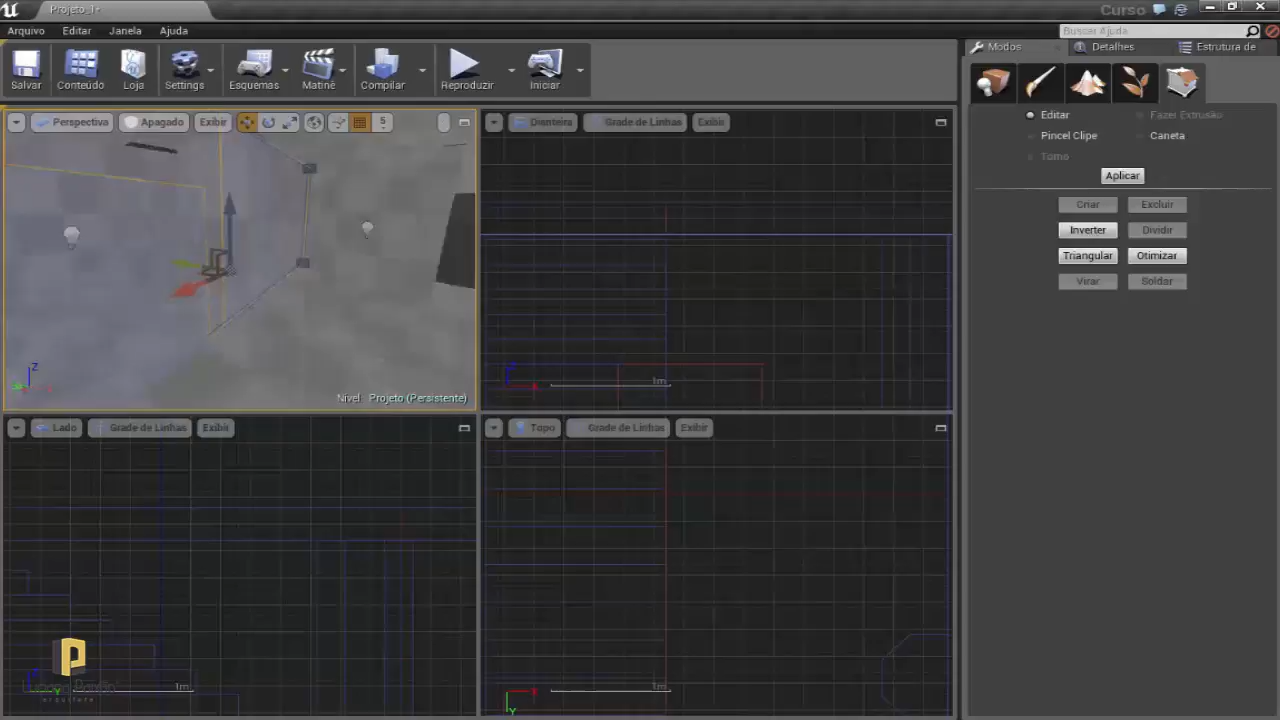 Projeto_1*
Curso
Arquivo Editar Janela Ajuda
Buscar Ajuda
Salvar Conteúdo Loja Settings Esquemas Matinê Compilar Reproduzir Iniciar
Modos Detalhes Estrutura de
Perspectiva Apagado Exibir 5
Dianteira Grade de Linhas Exibir
Editar Fazer Extrusão
Pincel Clipe Caneta
Torno
Aplicar
Criar Excluir
Inverter Dividir
Triangular Otimizar
Virar Soldar
Z
Nível: Projeto (Persistente)
1m
Lado Grade de Linhas Exibir
Topo Grade de Linhas Exibir
1m
1m
Y
arquitere